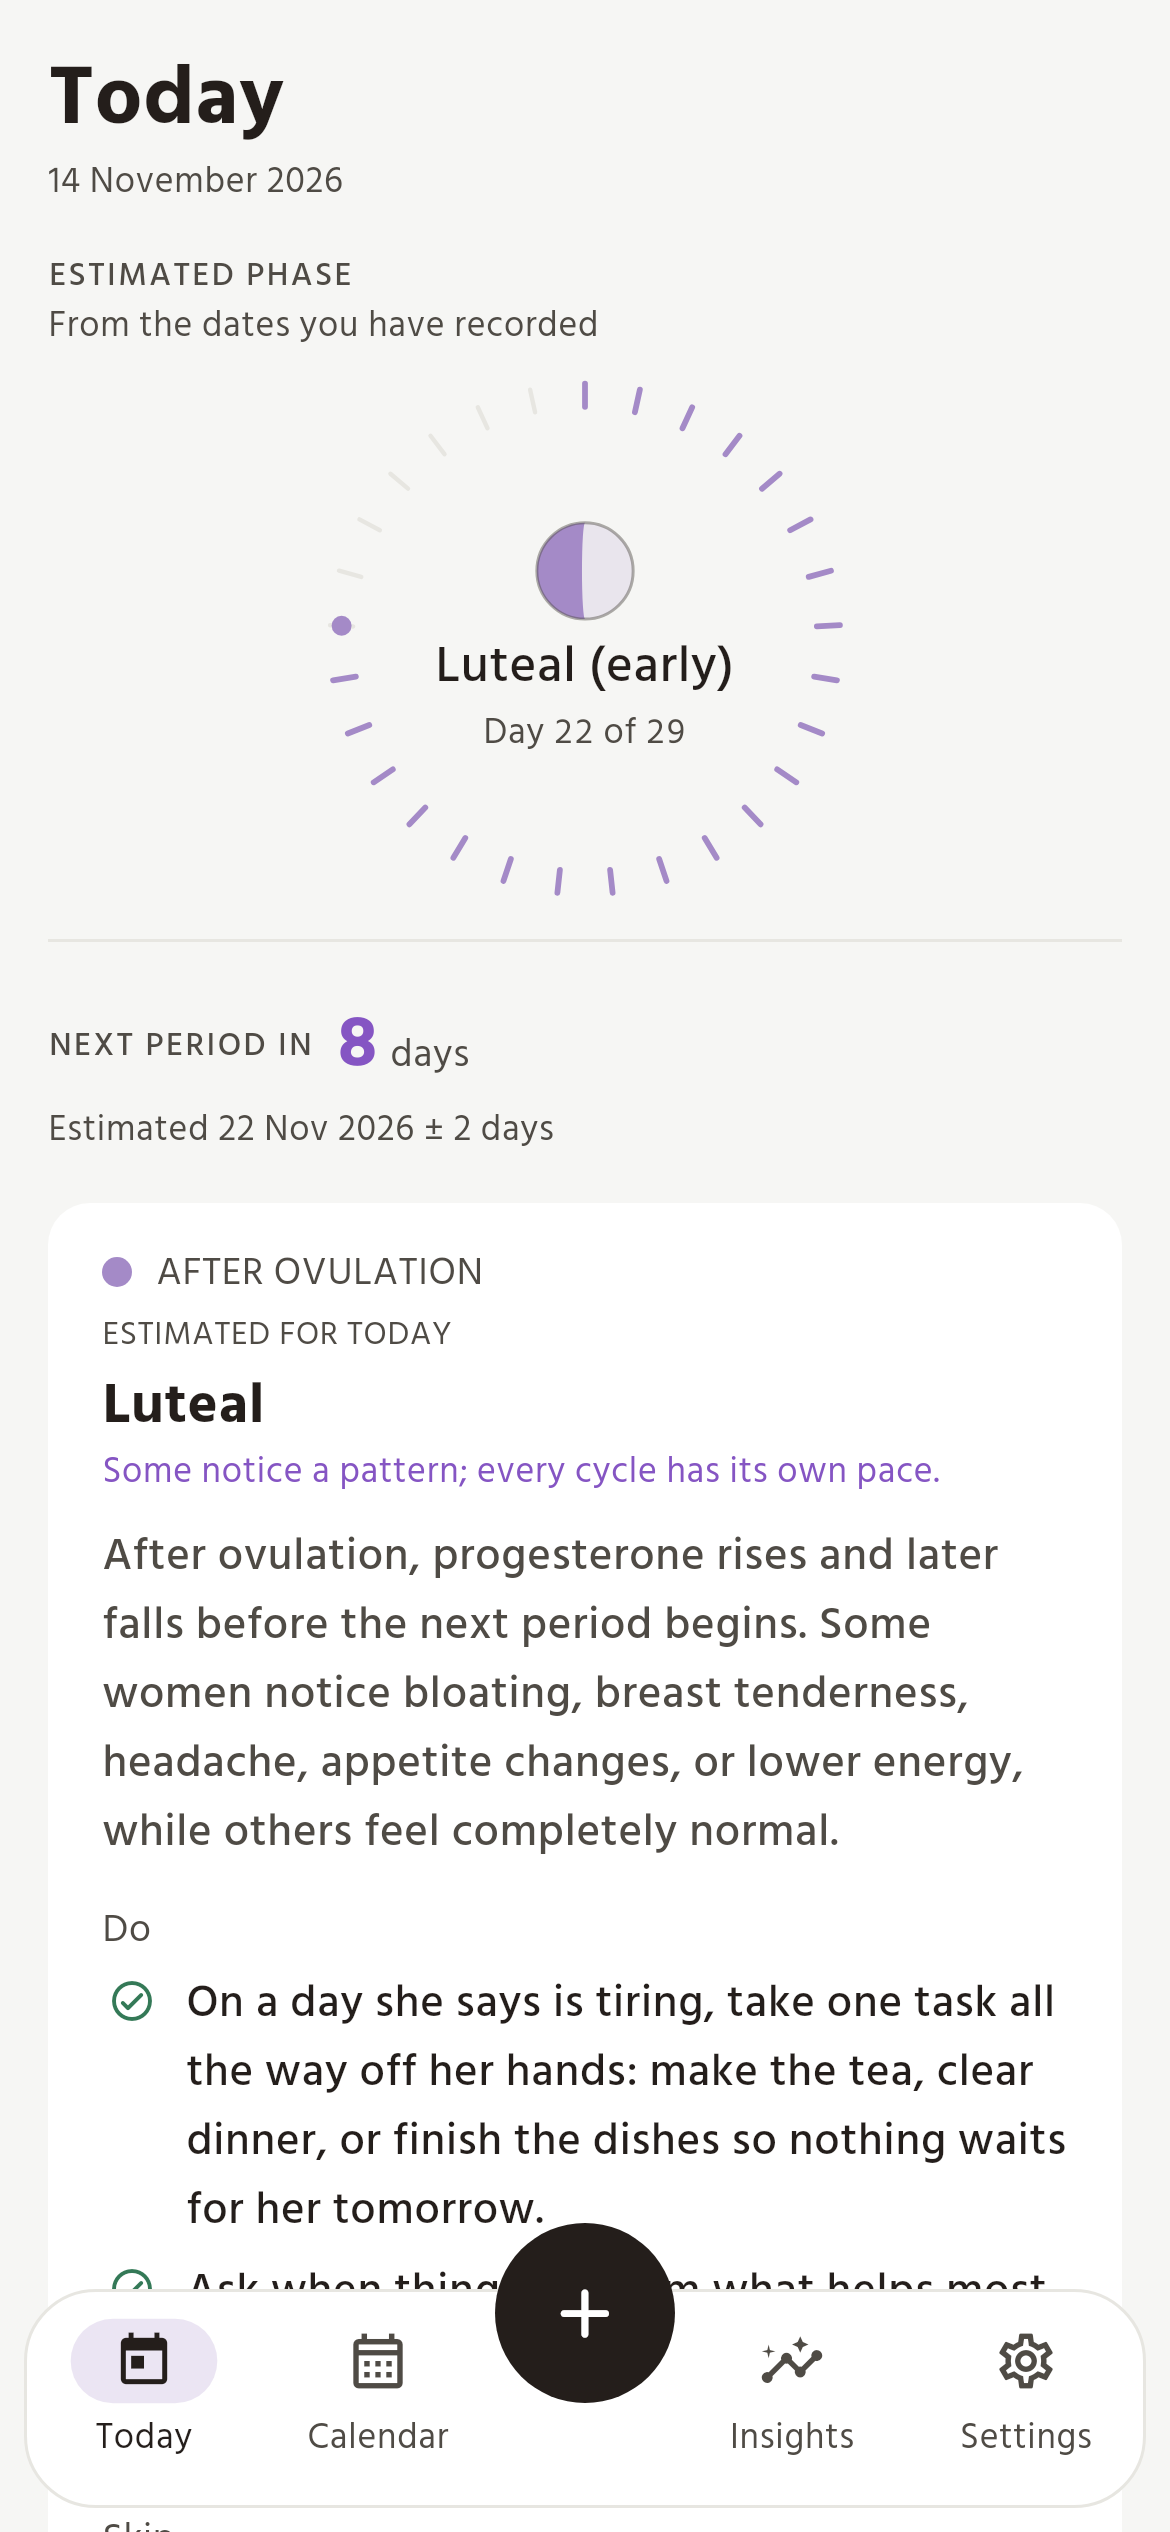 Today
14 November 2026
ESTIMATED PHASE
From the dates you have recorded
Luteal (early)
Day 22 of 29
NEXT PERIOD IN 8 days
Estimated 22 Nov 2026 ± 2 days
AFTER OVULATION
ESTIMATED FOR TODAY
Luteal
Some notice a pattern; every cycle has its own pace.
After ovulation, progesterone rises and later
falls before the next period begins. Some
women notice bloating, breast tenderness,
headache, appetite changes, or lower energy,
while others feel completely normal.
Do
On a day she says is tiring, take one task all
the way off her hands: make the tea, clear
dinner, or finish the dishes so nothing waits
for her tomorrow.
Ask when what helps most
Today
Calendar
Insights
Settings